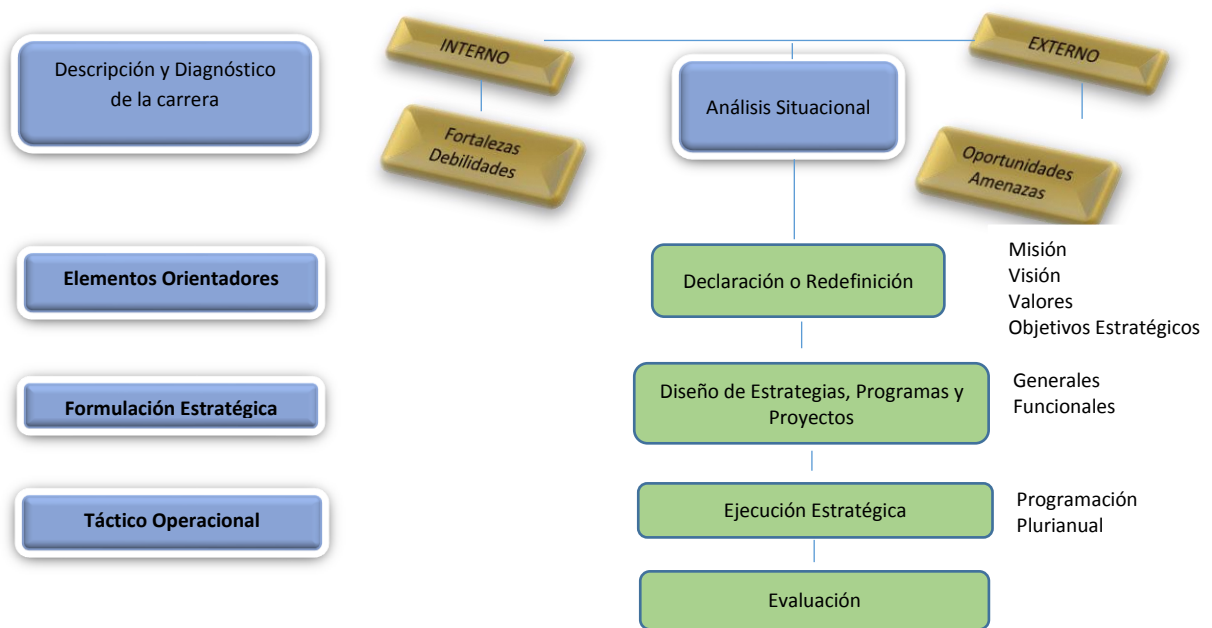 INTERNO
EXTERNO
Descripción y Diagnóstico
de la carrera
Análisis Situacional
Fortalezas
Debilidades
Oportunidades
Amenazas
Elementos Orientadores
Declaración o Redefinición
Misión
Visión
Valores
Objetivos Estratégicos
Formulación Estratégica
Diseño de Estrategias, Programas y
Proyectos
Generales
Funcionales
Táctico Operacional
Ejecución Estratégica
Programación
Plurianual
Evaluación